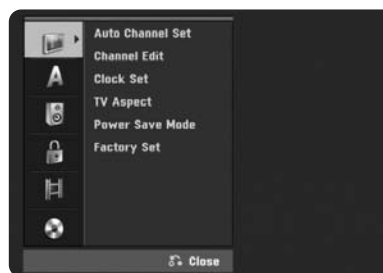 Auto Channel Set
Channel Edit
Clock Set
TV Aspect
Power Save Mode
Factory Set
A
Close